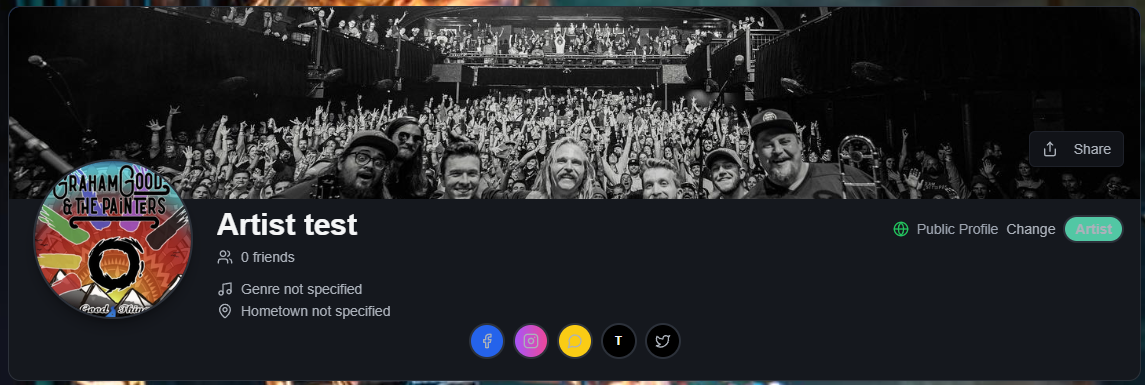 Share
GRAHAM GOOD
& THE PAINTERS
Good Thing
Artist test
Public Profile Change Artist
0 friends
Genre not specified
Hometown not specified
T